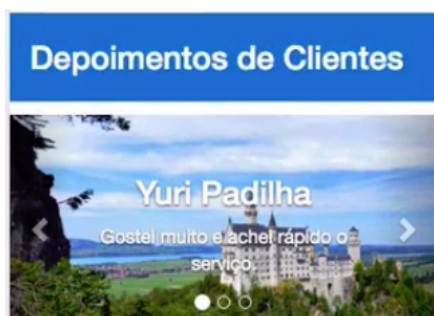 Depoimentos de Clientes
Yuri Padilha
Gostei muito e achei rápido o
serviço.